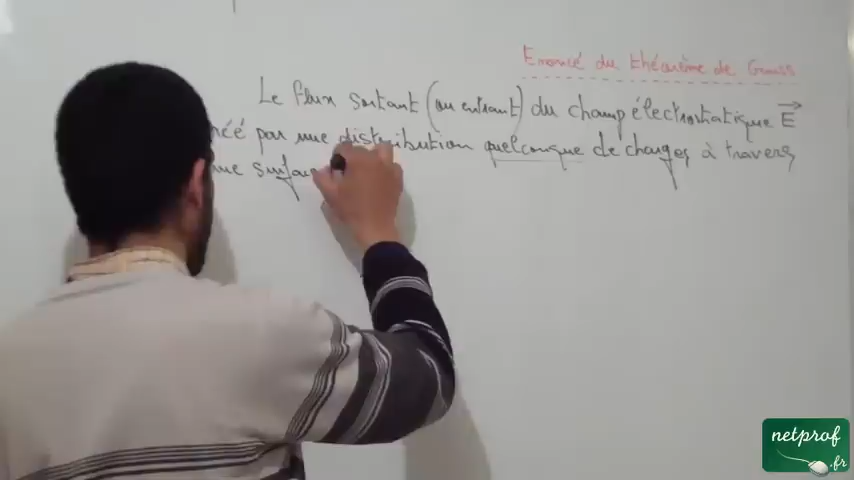 Enoncé du théorème de Gauss
Le flux sortant (ou entrant) du champ électrostatique E
par une distribution quelconque de charges à travers
surfa
netprof
.fr